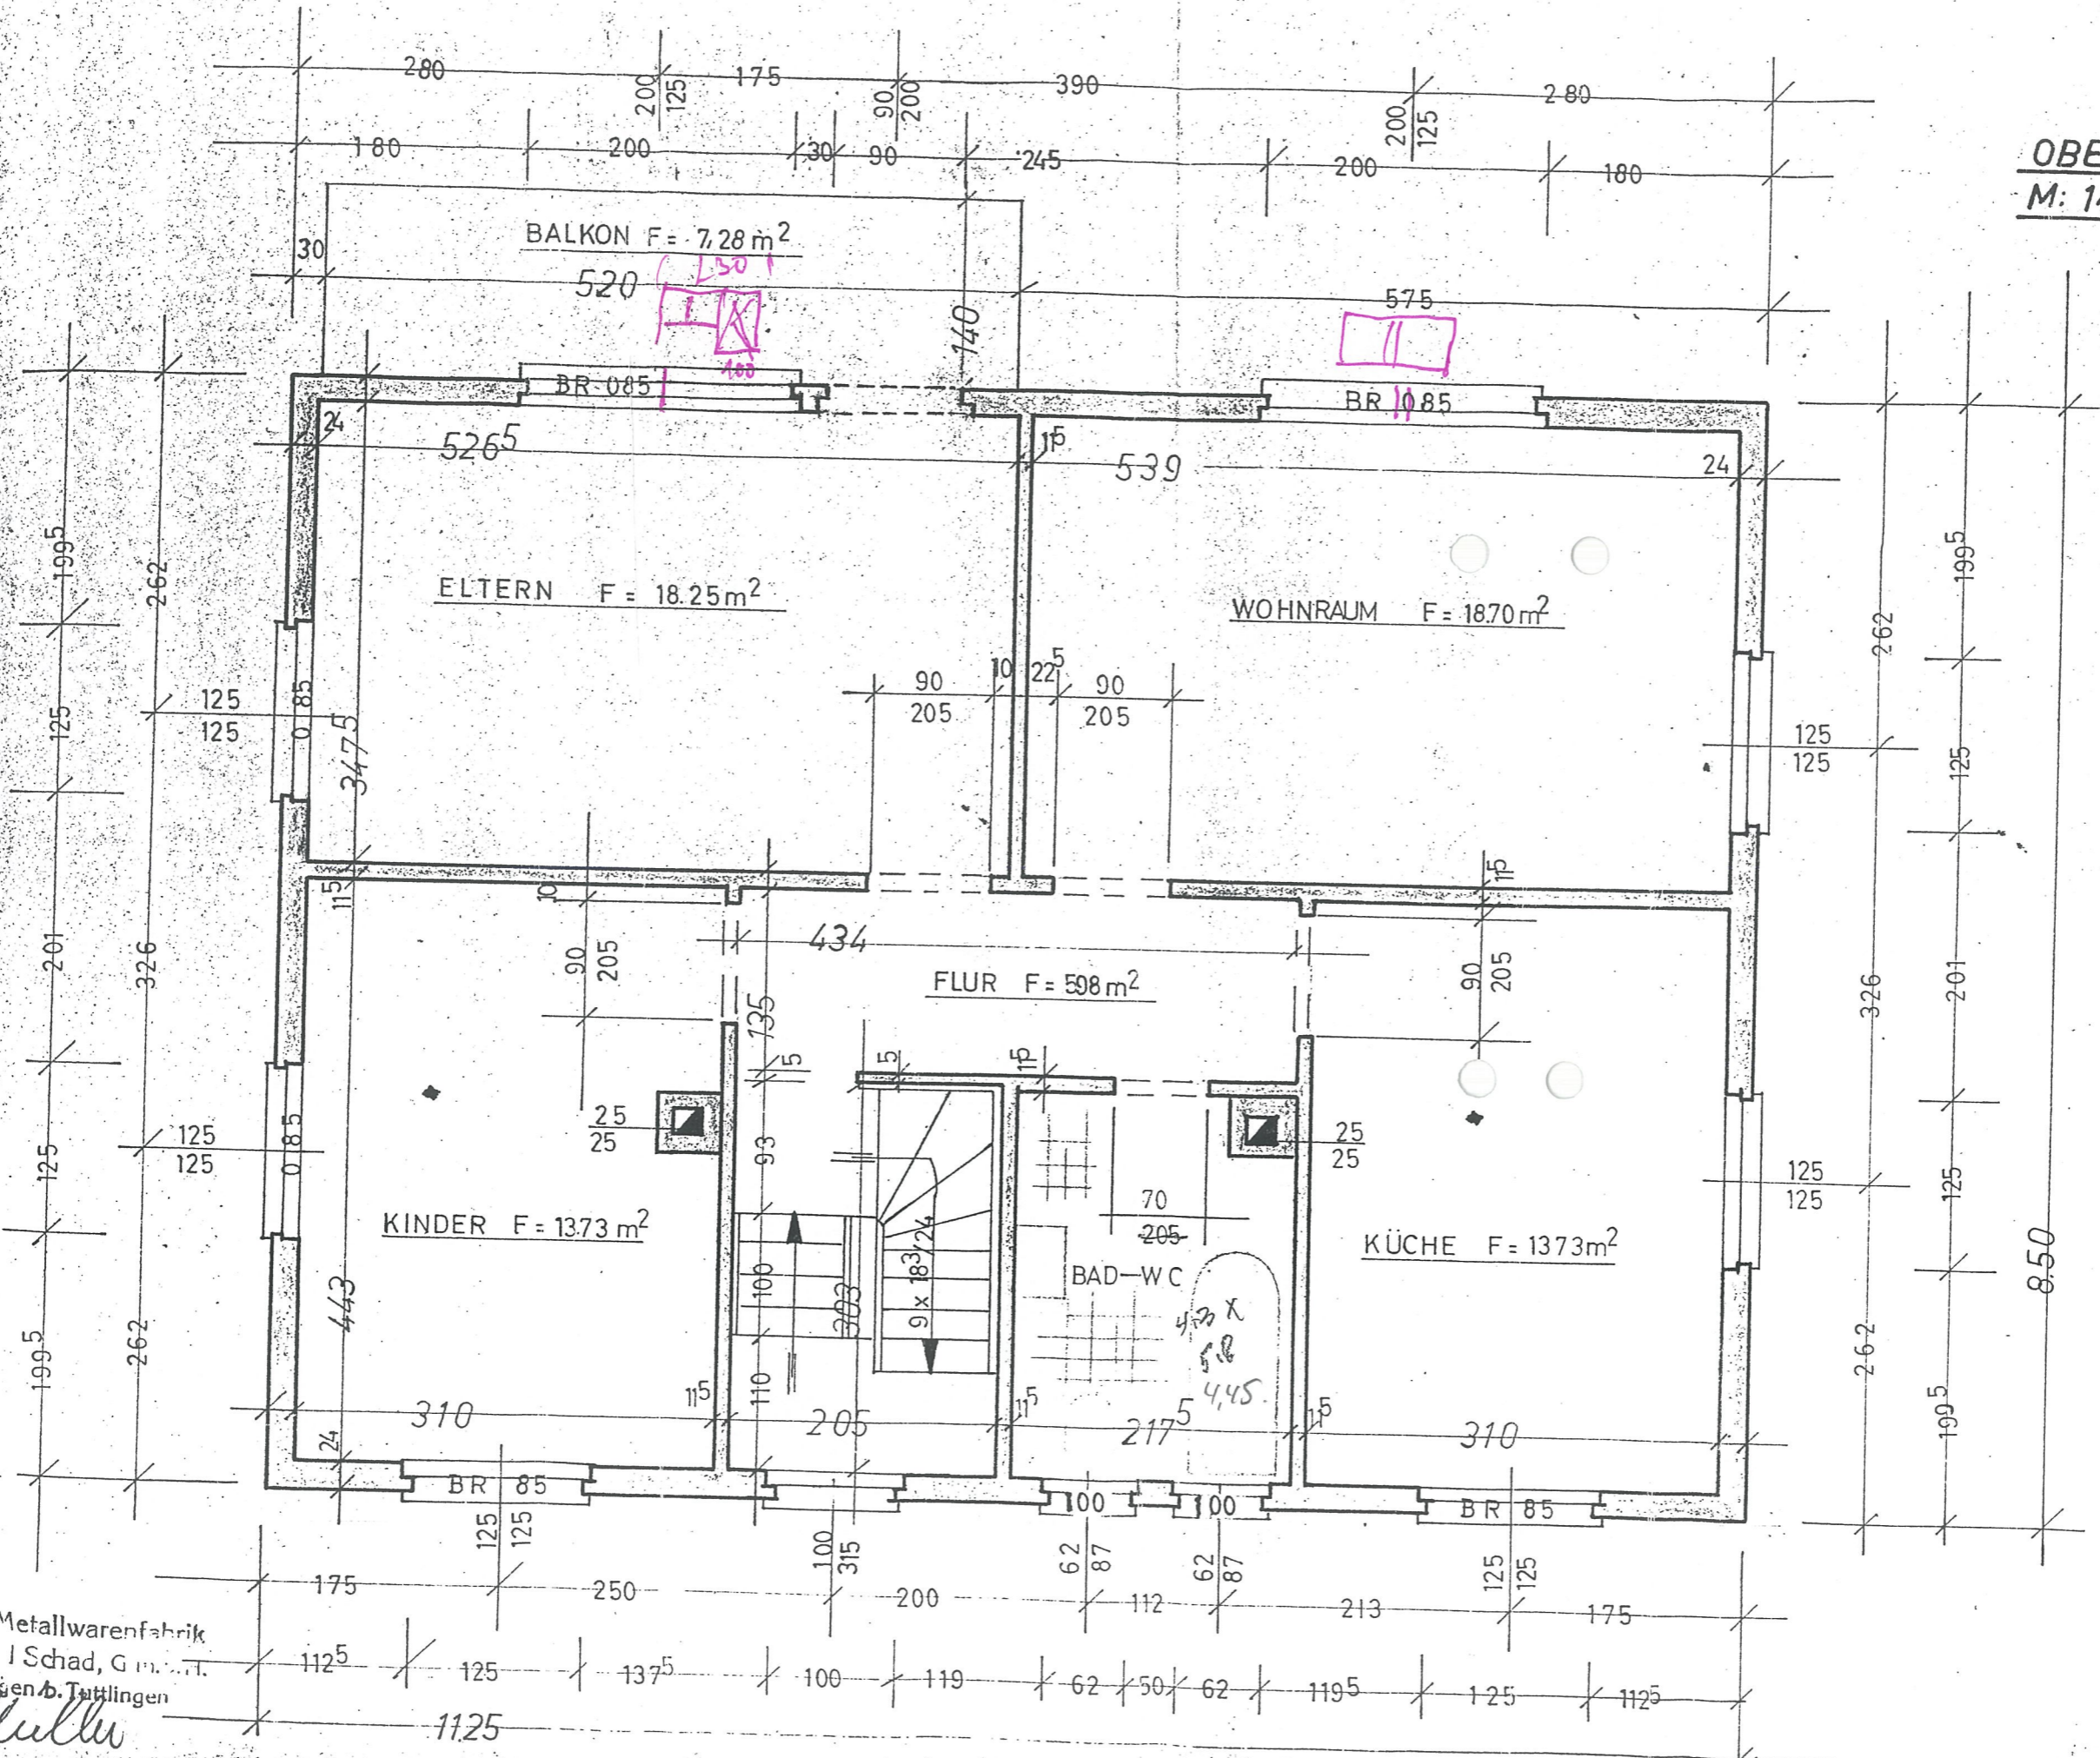 280 200 125 175 90 200 390 200 125 280
180 200 30 90 245 200 180
OBE
M: 1
BALKON F = 7,28 m²
30 520 140 575
100
BR 085
BR 085
24 526⁵ 11⁵ 539 24
ELTERN F = 18.25 m²
WOHNRAUM F = 18.70 m²
199⁵ 262 262 199⁵
90 205 10 22⁵ 90 205
125 125 125 0 85 347⁵ 125 125 125
11⁵ 10 11⁵
434
90 205 90 205
201 326 135 326 201
FLUR F = 5.98 m²
5 5 11⁵
25 25 25 25
125 125 125 0 85 93 125 125 125
70 205
KINDER F = 13.73 m²
KÜCHE F = 13.73 m²
BAD-WC
100 303 9 x 18³/24
8.50
443
4,45
199⁵ 262 110 262 199⁵
310 11⁵ 205 11⁵ 217⁵ 11⁵ 310
24
BR 85 100 100 BR 85
125 125 100 315 62 87 62 87 125 125
175 250 200 112 213 175
Metallwarenfabrik
Schad, G m.
en/b. Tuttlingen
112⁵ 125 137⁵ 100 119 62 50 62 119⁵ 125 112⁵
11.25